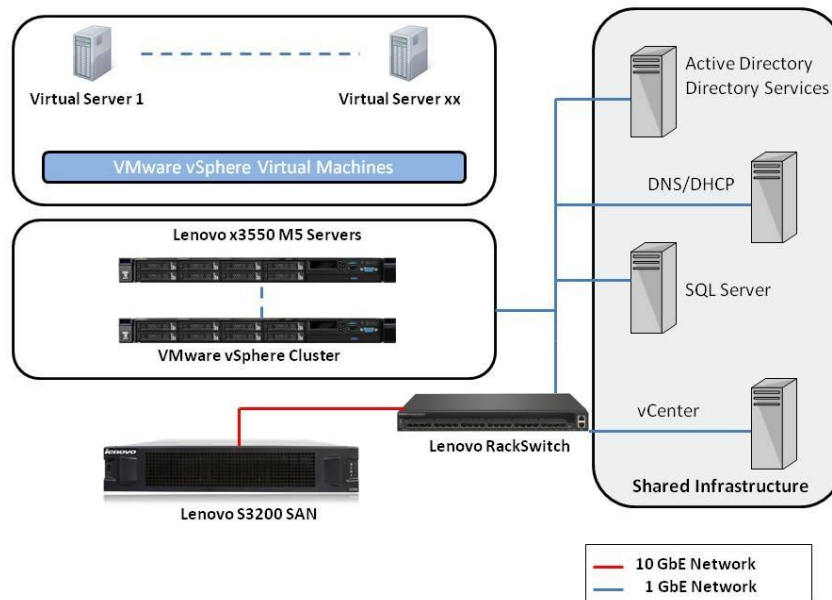 Virtual Server 1
Virtual Server xx
VMware vSphere Virtual Machines
Lenovo x3550 M5 Servers
VMware vSphere Cluster
Lenovo RackSwitch
lenovo
Lenovo S3200 SAN
Active Directory
Directory Services
DNS/DHCP
SQL Server
vCenter
Shared Infrastructure
10 GbE Network
1 GbE Network